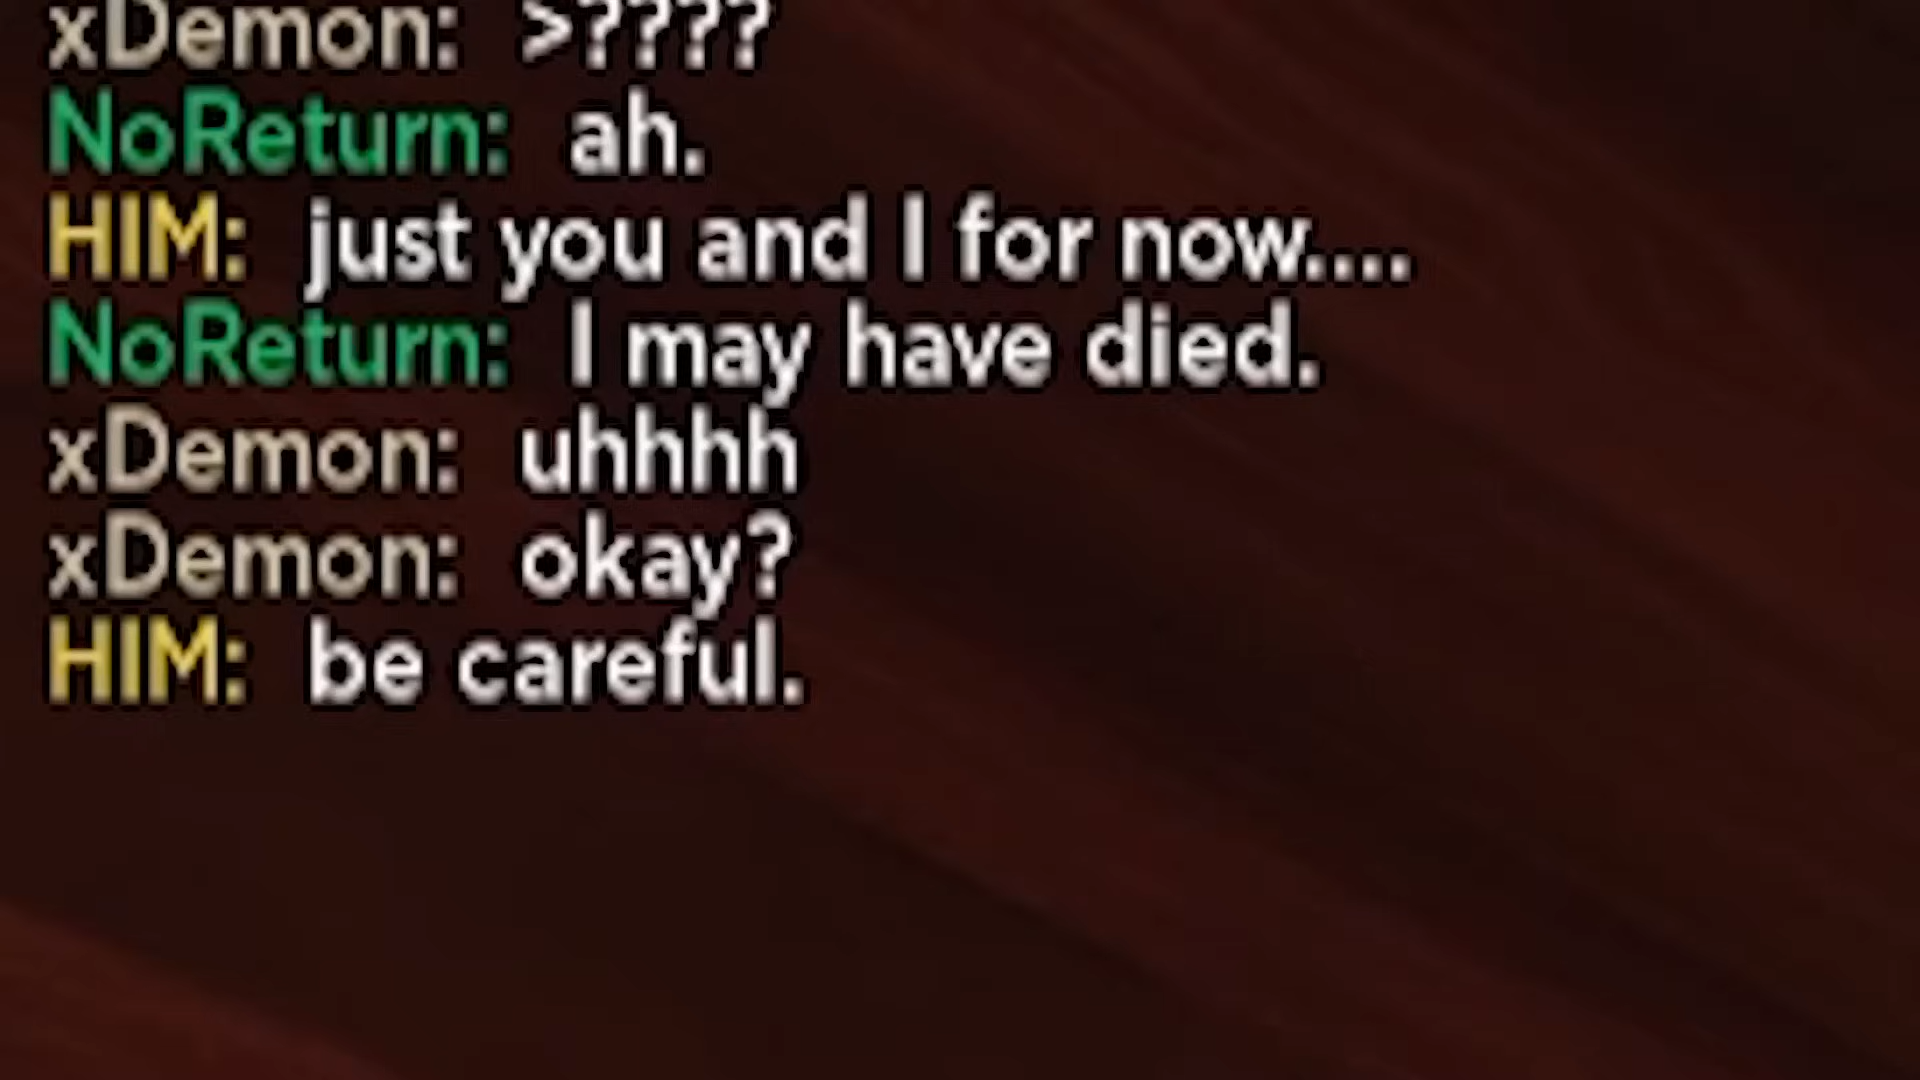 xDemon: >????
NoReturn: ah.
HIM: just you and I for now....
NoReturn: I may have died.
xDemon: uhhhh
xDemon: okay?
HIM: be careful.